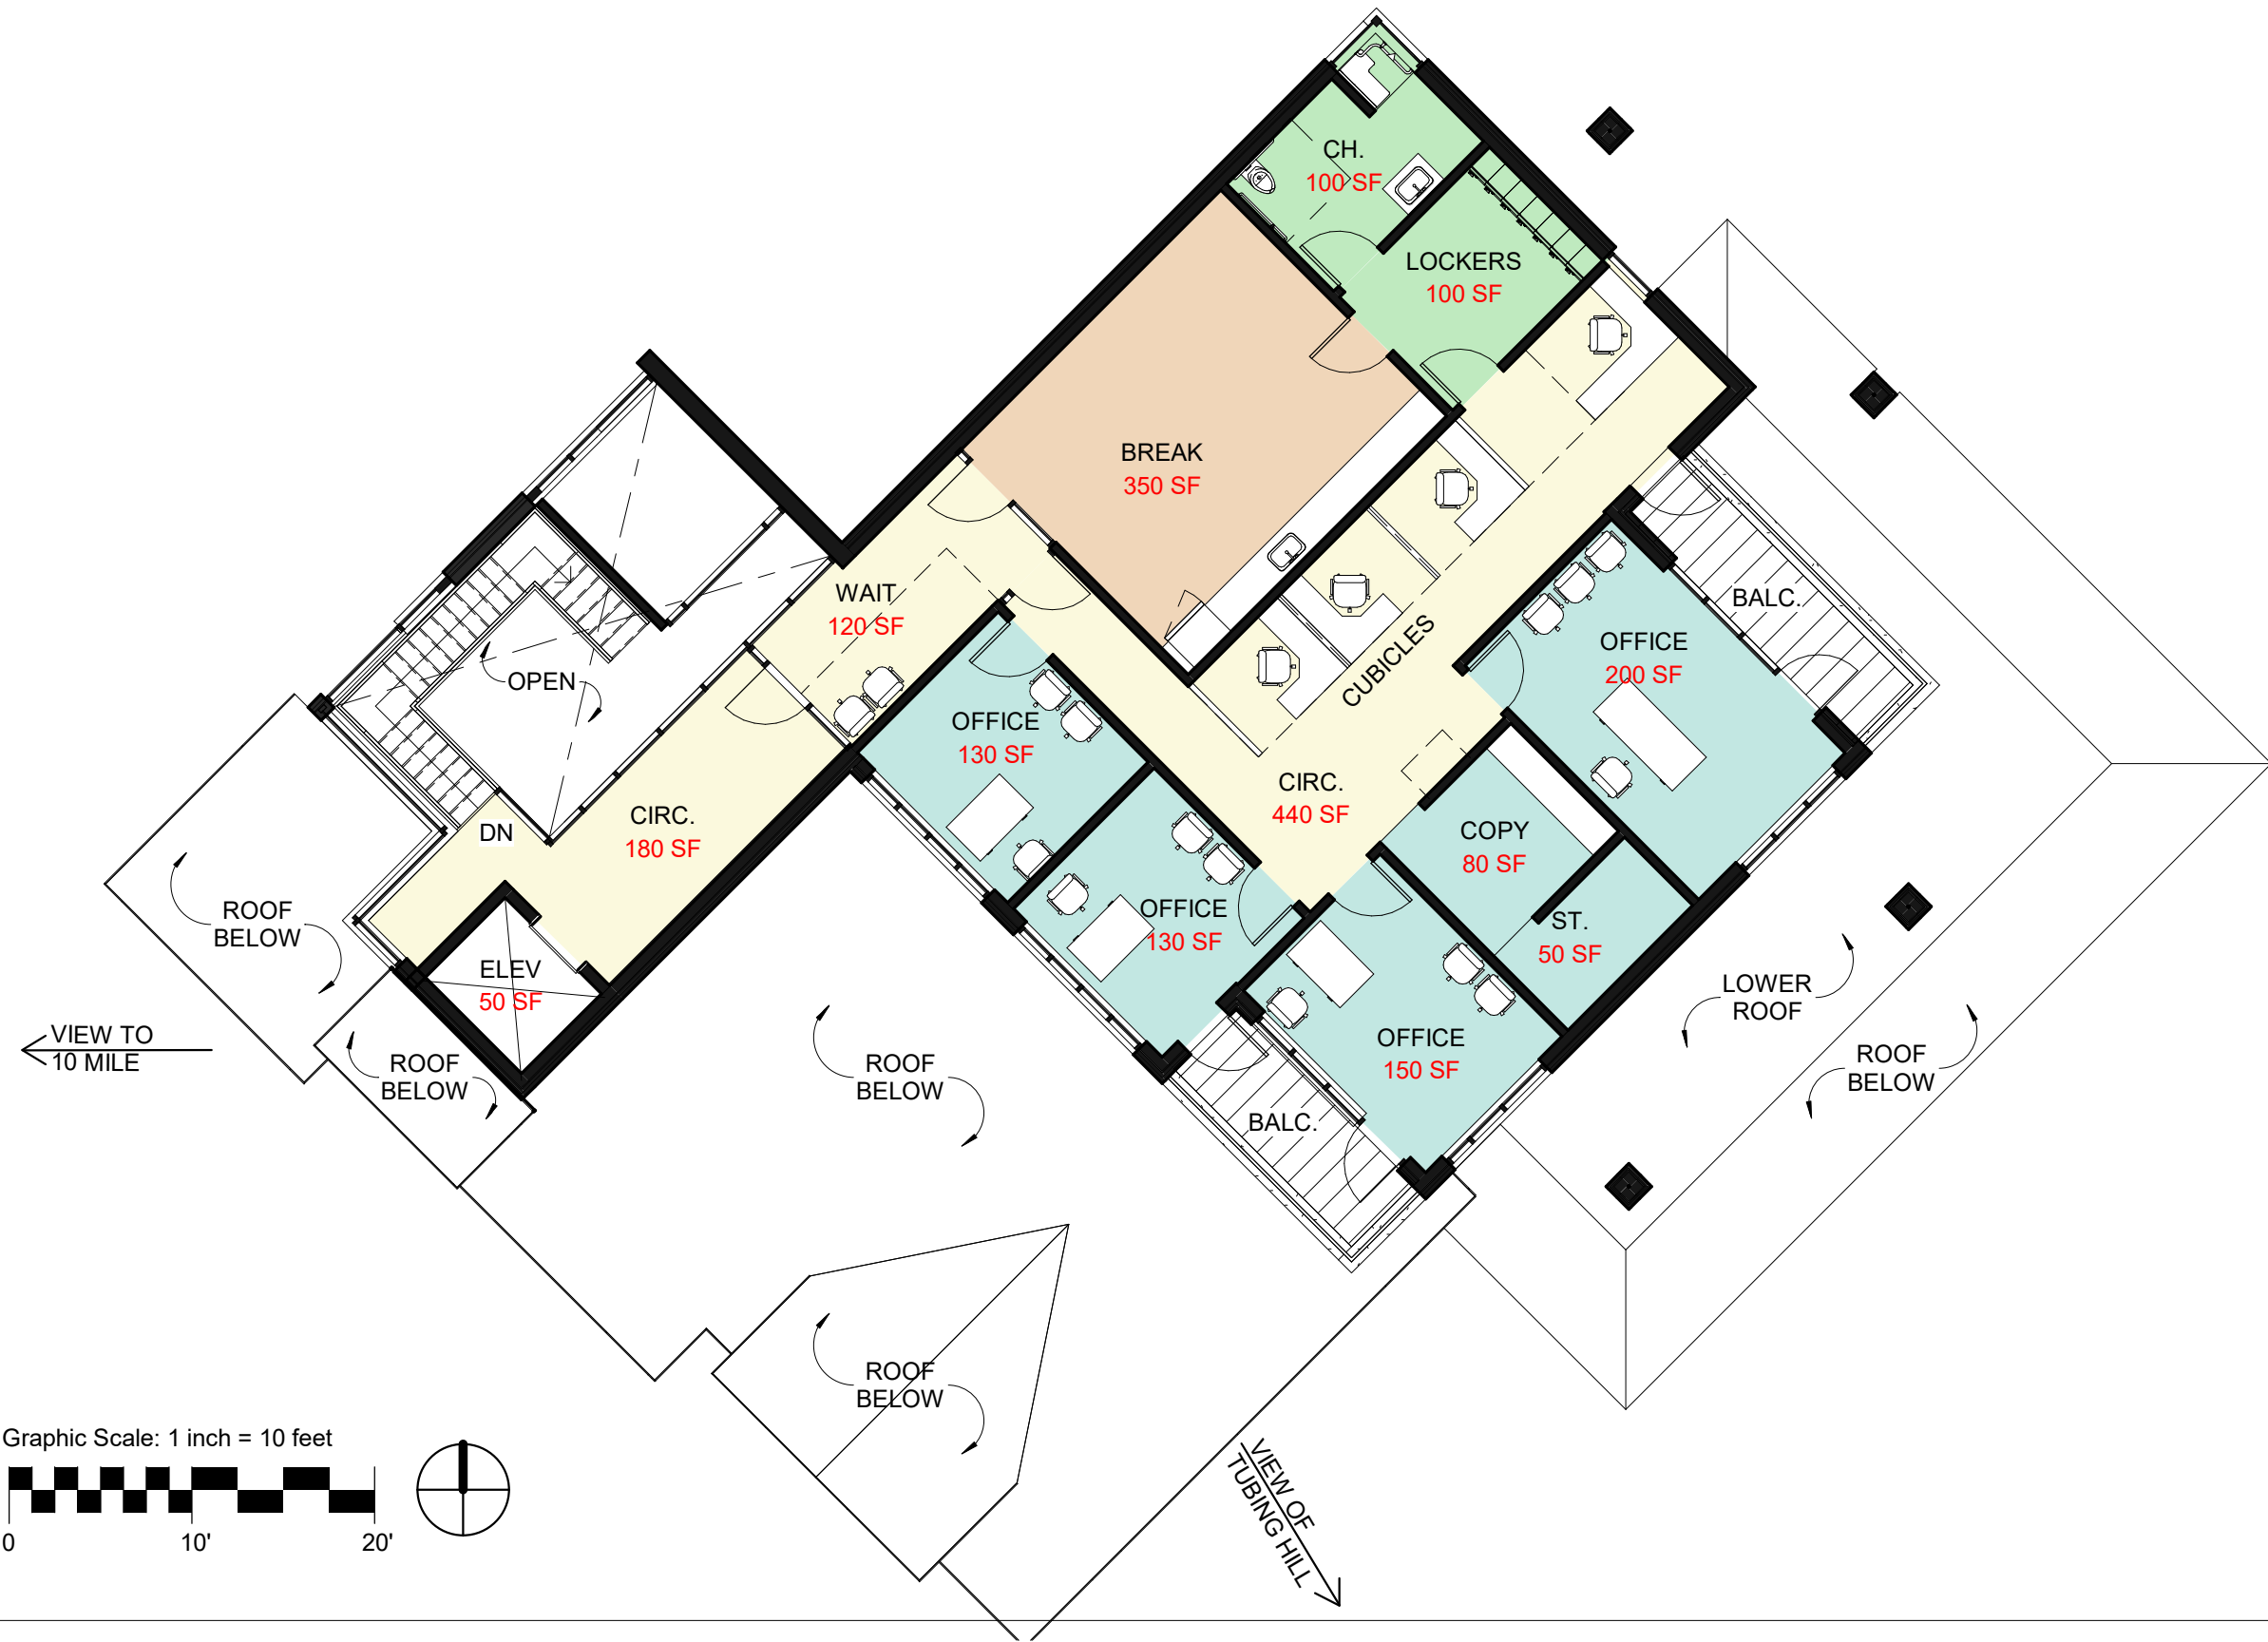 CH.
100 SF
LOCKERS
100 SF
BREAK
350 SF
WAIT
120 SF
BALC.
CUBICLES
OFFICE
200 SF
OPEN
OFFICE
130 SF
CIRC.
440 SF
DN
CIRC.
180 SF
COPY
80 SF
ROOF
BELOW
OFFICE
130 SF
ST.
50 SF
ELEV
50 SF
LOWER
ROOF
VIEW TO
10 MILE
ROOF
BELOW
ROOF
BELOW
OFFICE
150 SF
ROOF
BELOW
BALC.
ROOF
BELOW
Graphic Scale: 1 inch = 10 feet
0 10' 20'
VIEW OF
TUBING HILL